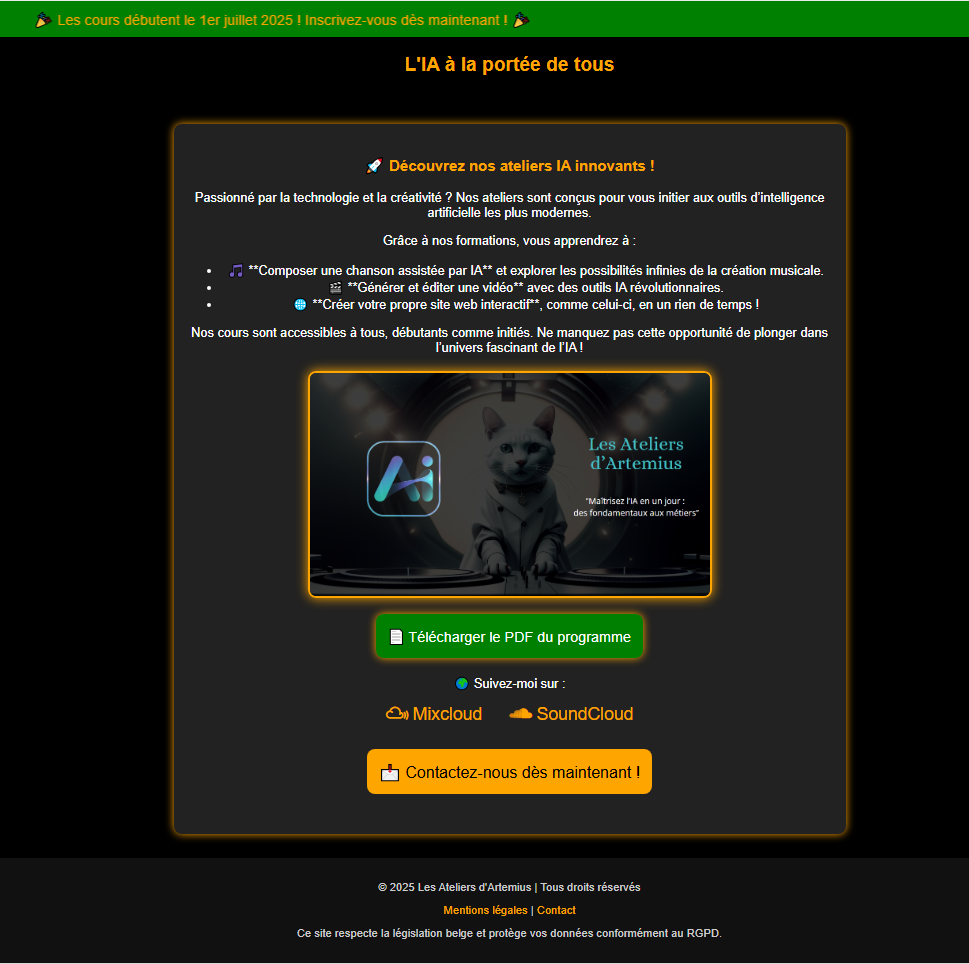 🎉 Les cours débutent le 1er juillet 2025 ! Inscrivez-vous dès maintenant ! 🎉
L'IA à la portée de tous
🚀 Découvrez nos ateliers IA innovants !
Passionné par la technologie et la créativité ? Nos ateliers sont conçus pour vous initier aux outils d'intelligence
artificielle les plus modernes.
Grâce à nos formations, vous apprendrez à :
• 🎵 **Composer une chanson assistée par IA** et explorer les possibilités infinies de la création musicale.
• 🎬 **Générer et éditer une vidéo** avec des outils IA révolutionnaires.
• 🌐 **Créer votre propre site web interactif**, comme celui-ci, en un rien de temps !
Nos cours sont accessibles à tous, débutants comme initiés. Ne manquez pas cette opportunité de plonger dans
l'univers fascinant de l'IA !
Ai
Les Ateliers
d'Artemius
"Maîtrisez l'IA en un jour :
des fondamentaux aux métiers"
📄 Télécharger le PDF du programme
🌍 Suivez-moi sur :
Mixcloud SoundCloud
📩 Contactez-nous dès maintenant !
© 2025 Les Ateliers d'Artemius | Tous droits réservés
Mentions légales | Contact
Ce site respecte la législation belge et protège vos données conformément au RGPD.